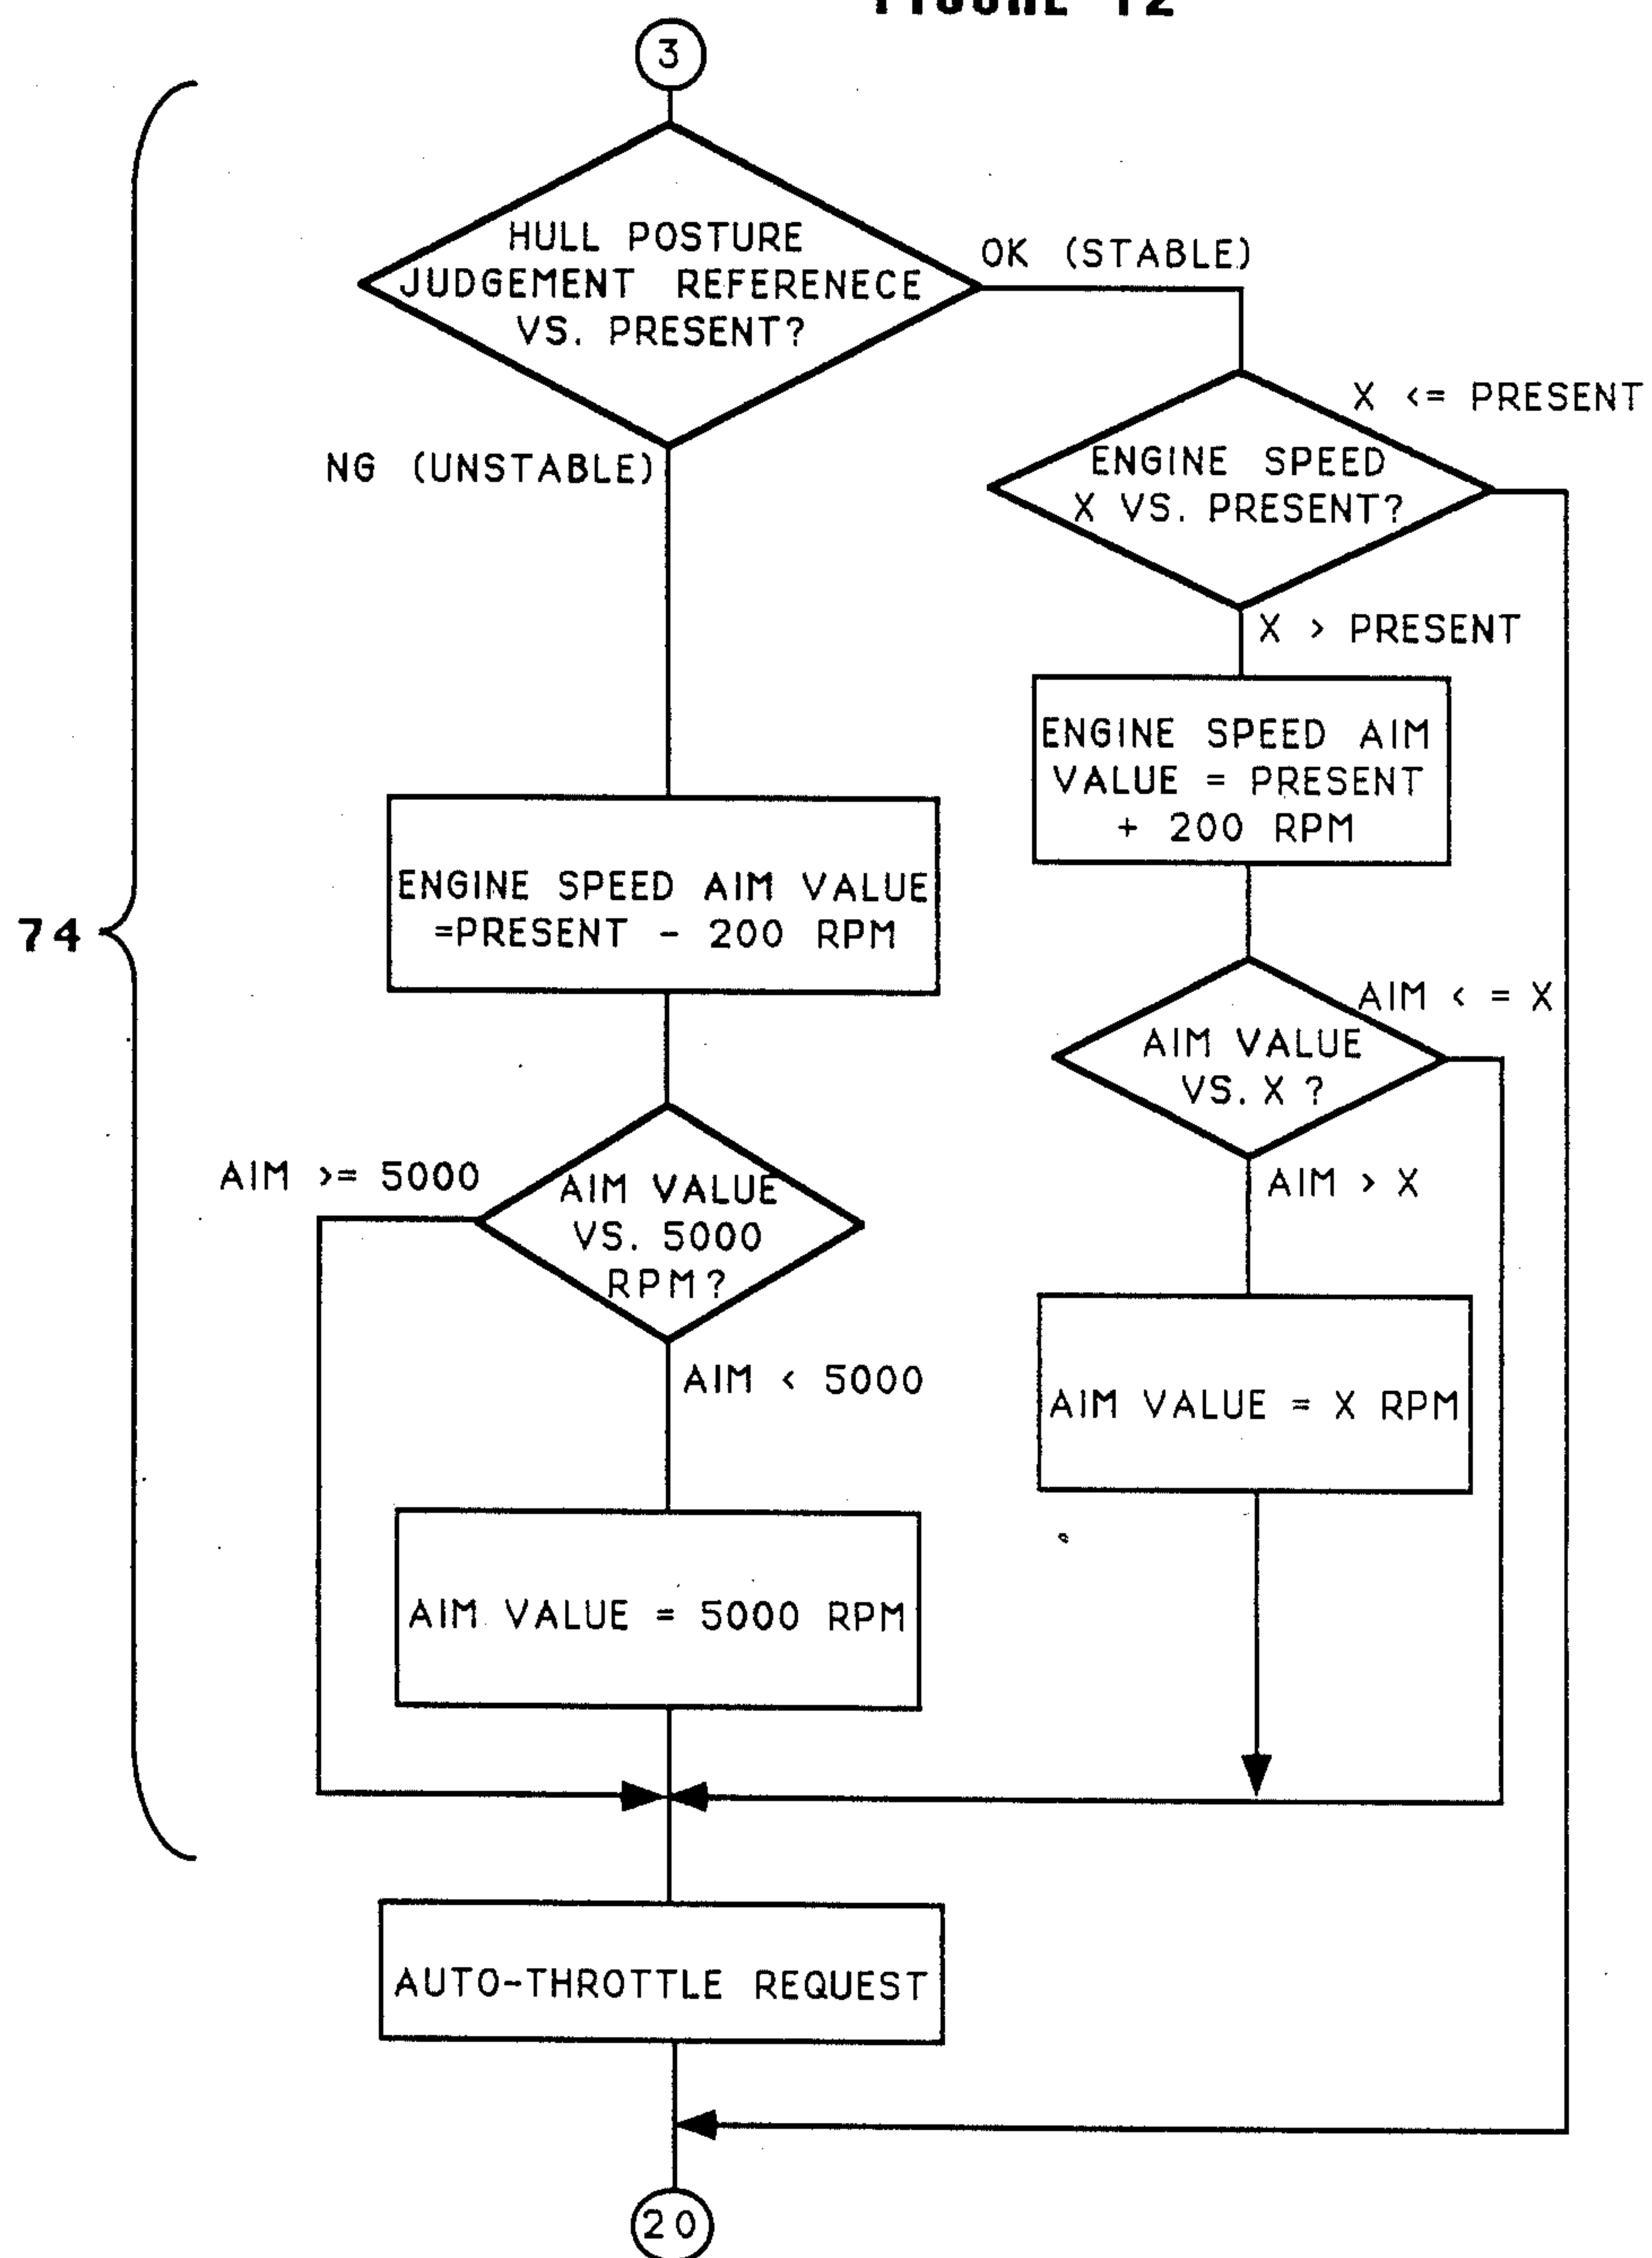 FIGURE 12
3
HULL POSTURE
JUDGEMENT REFERENECE
VS. PRESENT?
OK (STABLE)
NG (UNSTABLE)
X <= PRESENT
ENGINE SPEED
X VS. PRESENT?
X > PRESENT
ENGINE SPEED AIM
VALUE = PRESENT
+ 200 RPM
ENGINE SPEED AIM VALUE
=PRESENT - 200 RPM
74
AIM < = X
AIM VALUE
VS. X ?
AIM > X
AIM >= 5000
AIM VALUE
VS. 5000
RPM?
AIM < 5000
AIM VALUE = X RPM
AIM VALUE = 5000 RPM
AUTO-THROTTLE REQUEST
20